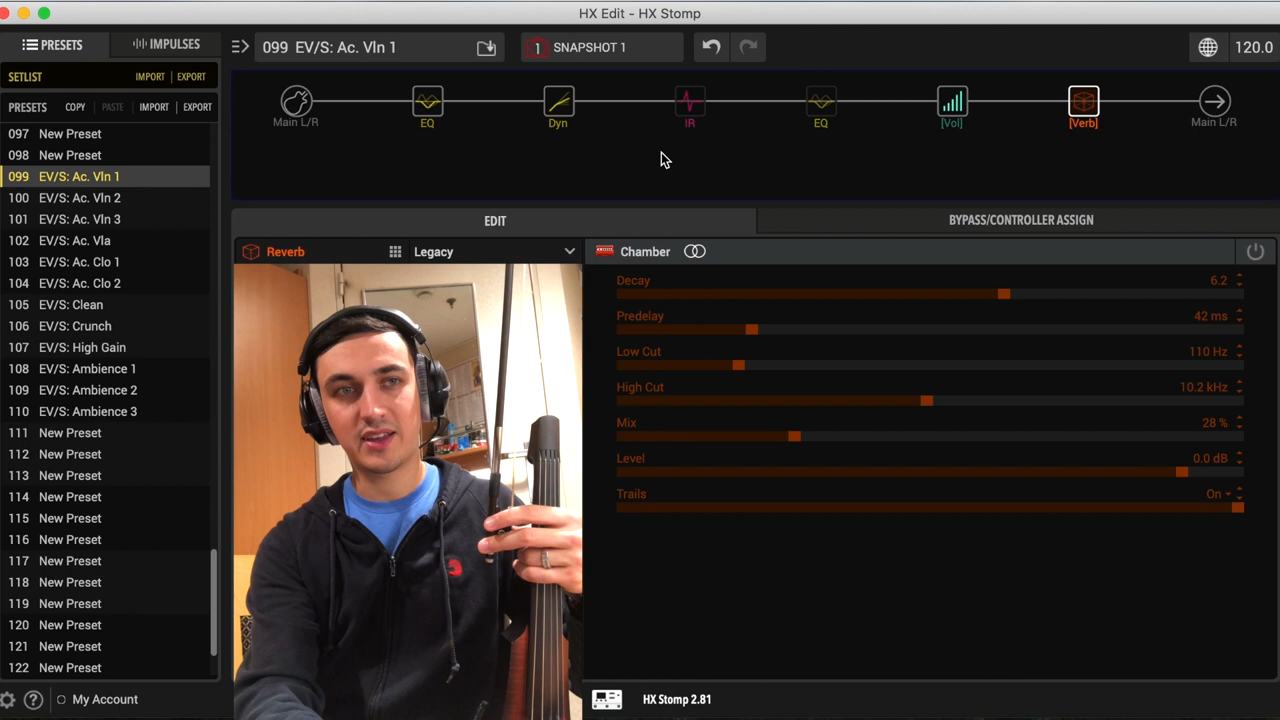 HX Edit - HX Stomp
PRESETS IMPULSES
099 EV/S: Ac. Vln 1
1 SNAPSHOT 1
120.0
SETLIST IMPORT | EXPORT
PRESETS COPY PASTE IMPORT | EXPORT
Main L/R EQ Dyn IR EQ [Vol] [Verb] Main L/R
097 New Preset
098 New Preset
099 EV/S: Ac. Vln 1
100 EV/S: Ac. Vln 2
101 EV/S: Ac. Vln 3
102 EV/S: Ac. Vla
103 EV/S: Ac. Clo 1
104 EV/S: Ac. Clo 2
105 EV/S: Clean
106 EV/S: Crunch
107 EV/S: High Gain
108 EV/S: Ambience 1
109 EV/S: Ambience 2
110 EV/S: Ambience 3
111 New Preset
112 New Preset
113 New Preset
114 New Preset
115 New Preset
116 New Preset
117 New Preset
118 New Preset
119 New Preset
120 New Preset
121 New Preset
122 New Preset
? My Account
EDIT BYPASS/CONTROLLER ASSIGN
Reverb Legacy Chamber
Decay 6.2
Predelay 42 ms
Low Cut 110 Hz
High Cut 10.2 kHz
Mix 28 %
Level 0.0 dB
Trails On
HX Stomp 2.81